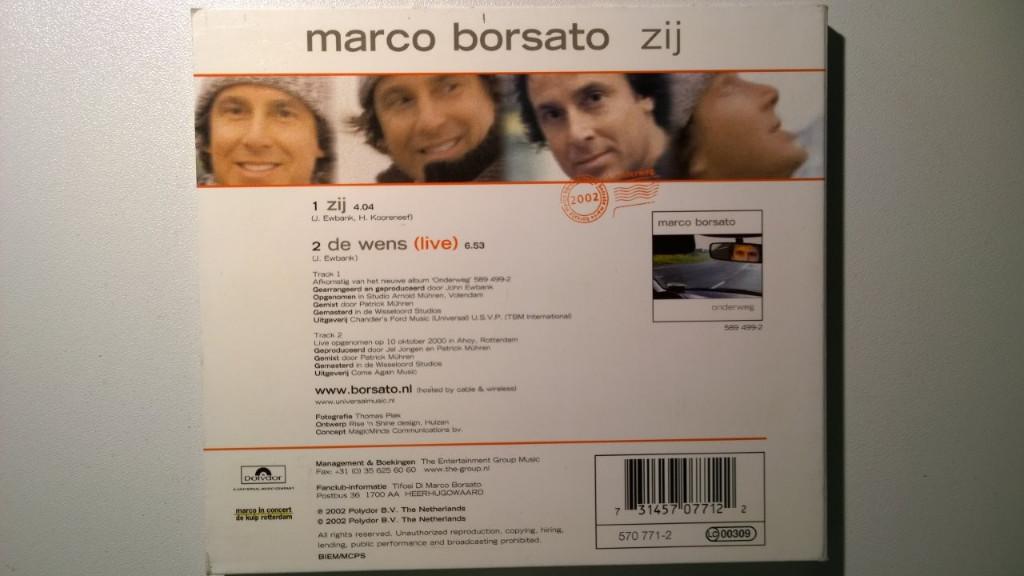 marco borsato zij
2002
onderweg
1 zij 4.04
(J. Ewbank, H. Kooreneef)
2 de wens (live) 6.53
(J. Ewbank)
Track 1
Afkomstig van het nieuwe album 'Onderweg' 589 499-2
Gearrangeerd en geproduceerd door John Ewbank
Opgenomen in Studio Arnold Mühren, Volendam
Gemixt door Patrick Mühren
Gemasterd in de Wisseloord Studios
Uitgeverij Chander's Ford Music (Universal) U.S.V.P. (TBM International)
Track 2
Live opgenomen op 10 oktober 2000 in Ahoy, Rotterdam
Geproduceerd door Jel Jongen en Patrick Mühren
Gemixt door Patrick Mühren
Gemasterd in de Wisseloord Studios
Uitgeverij Come Again Music
www.borsato.nl (hosted by cable & wireless)
www.universalmusic.nl
Fotografie Thomas Plek
Ontwerp Rise 'n Shine design, Huizen
Concept MagicMinds Communications bv.
marco borsato
onderweg
589 499-2
Polydor
A UNIVERSAL MUSIC COMPANY
marco in concert
de kuip rotterdam
Management & Boekingen The Entertainment Group Music
Fax: +31 (0) 35 625 60 60 www.the-group.nl
Fanclub-informatie Tifosi Di Marco Borsato
Postbus 36 1700 AA HEERHUGOWAARD
℗ 2002 Polydor B.V. The Netherlands
© 2002 Polydor B.V. The Netherlands
All rights reserved. Unauthorized reproduction, copying, hiring,
lending, public performance and broadcasting prohibited.
BIEM/MCPS
7 31457 07712 2
570 771-2 LC 00309